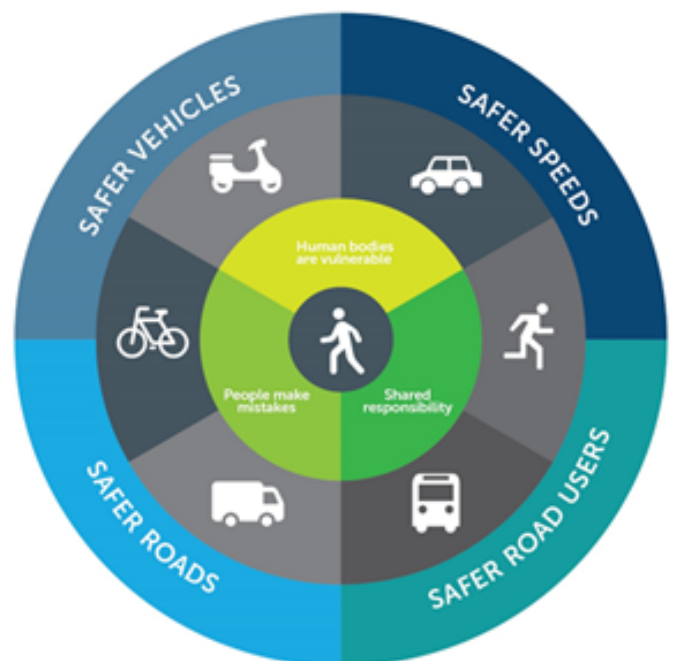 SAFER VEHICLES
SAFER SPEEDS
Human bodies
are vulnerable
People make
mistakes
Shared
responsibility
SAFER ROADS
SAFER ROAD USERS